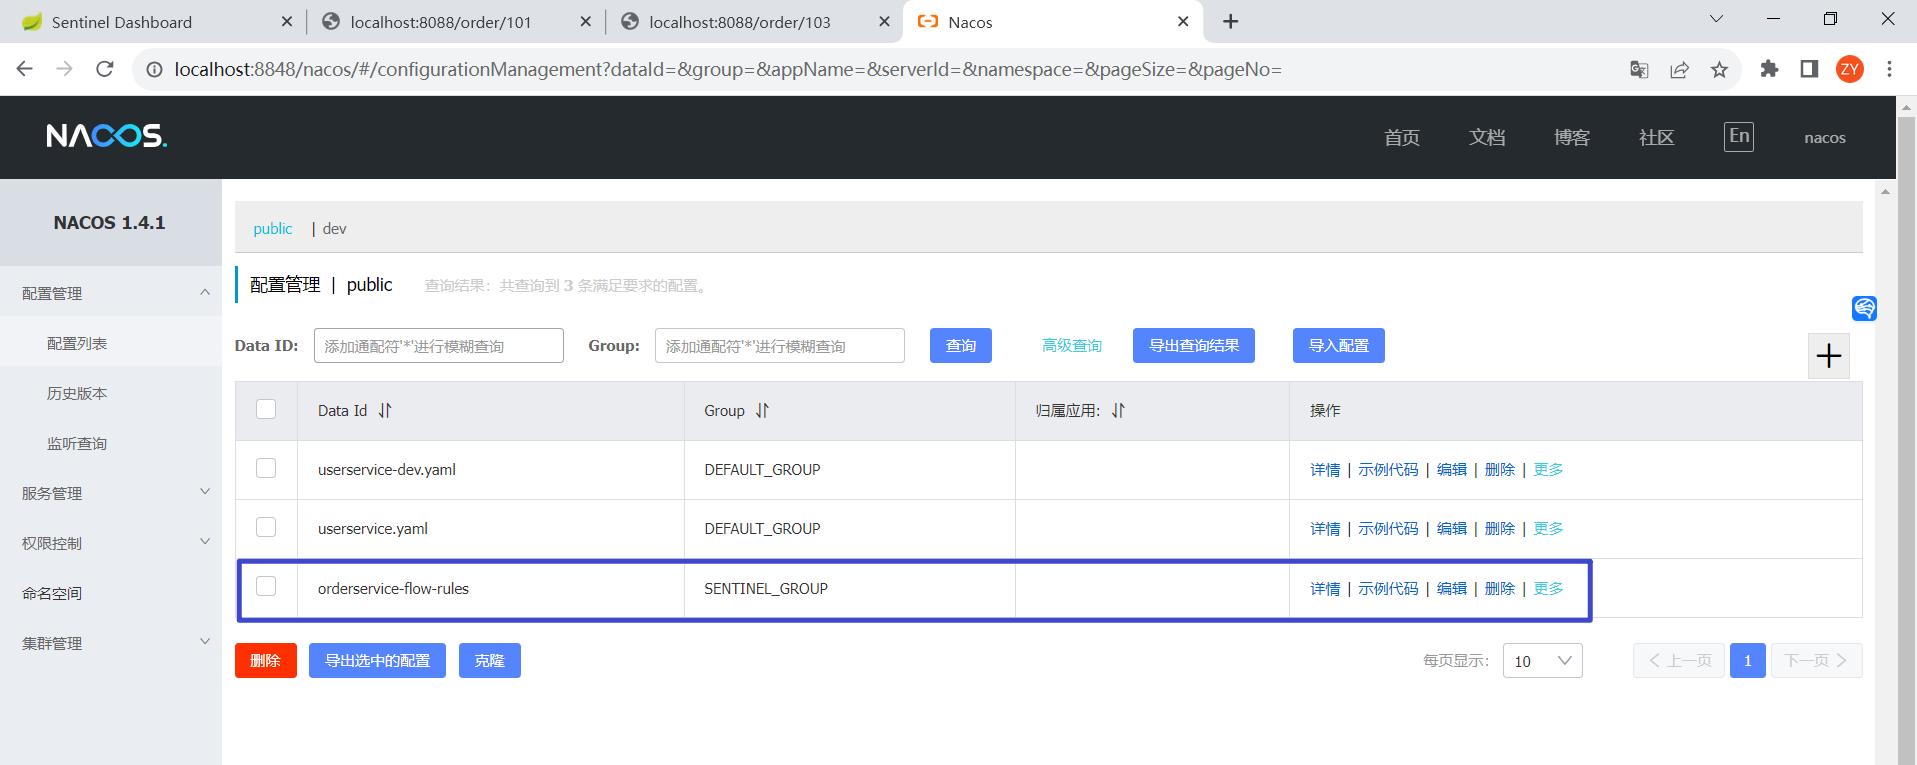 Sentinel Dashboard
localhost:8088/order/101
localhost:8088/order/103
Nacos
localhost:8848/nacos/#/configurationManagement?dataId=&group=&appName=&serverId=&namespace=&pageSize=&pageNo=
ZY
NACOS.
首页 文档 博客 社区 En nacos
NACOS 1.4.1
配置管理
配置列表
历史版本
监听查询
服务管理
权限控制
命名空间
集群管理
public | dev
配置管理 | public 查询结果：共查询到 3 条满足要求的配置。
Data ID: 添加通配符'*'进行模糊查询 Group: 添加通配符'*'进行模糊查询 查询 高级查询 导出查询结果 导入配置
Data Id Group 归属应用: 操作
userservice-dev.yaml DEFAULT_GROUP 详情 | 示例代码 | 编辑 | 删除 | 更多
userservice.yaml DEFAULT_GROUP 详情 | 示例代码 | 编辑 | 删除 | 更多
orderservice-flow-rules SENTINEL_GROUP 详情 | 示例代码 | 编辑 | 删除 | 更多
删除 导出选中的配置 克隆 每页显示: 10 上一页 1 下一页